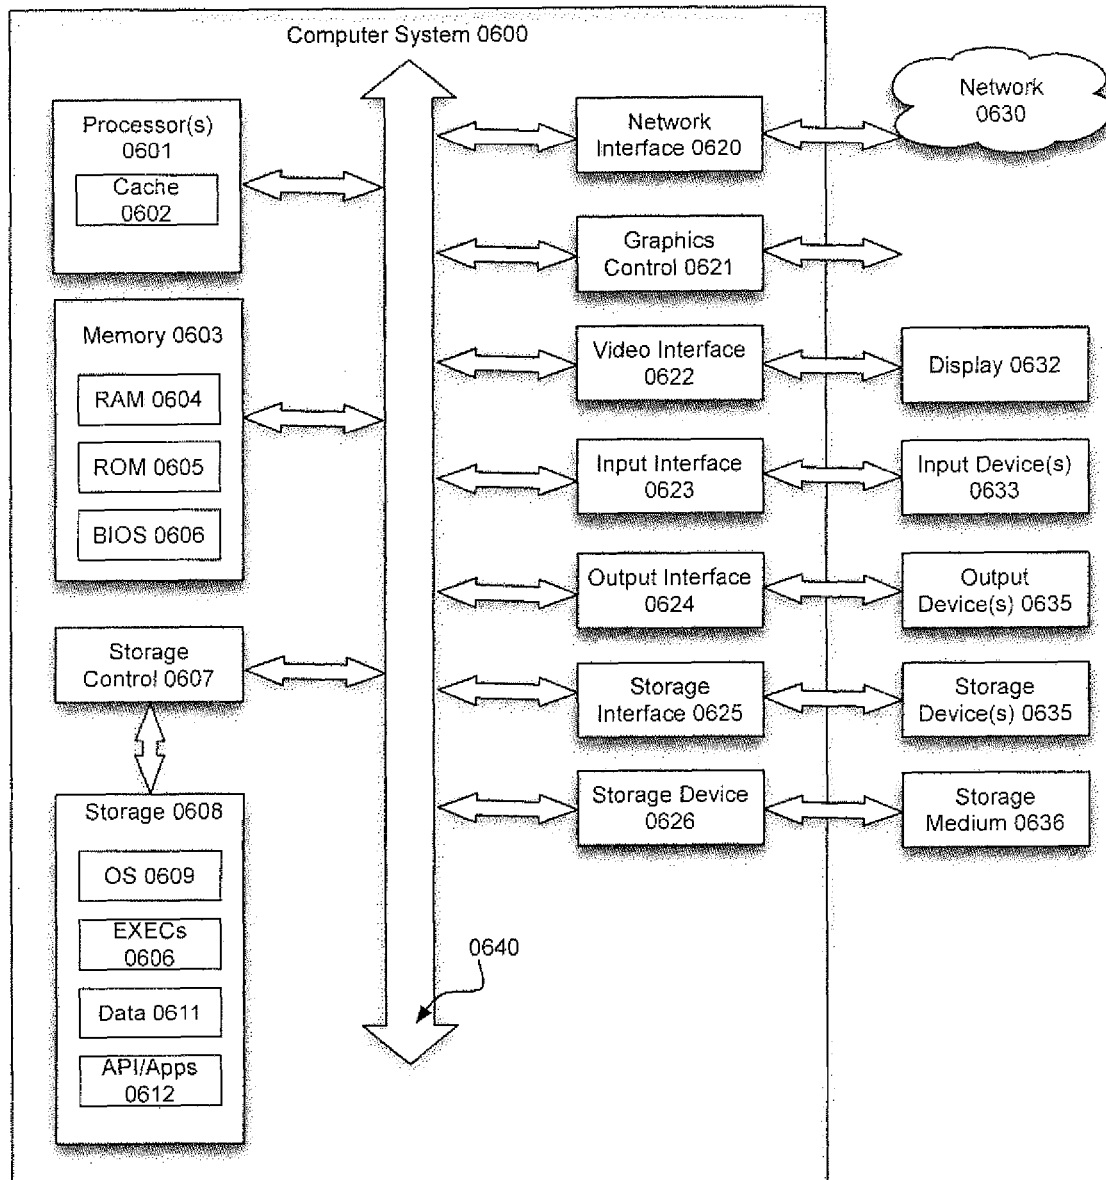 Computer System 0600
Processor(s)
0601
Cache
0602
Memory 0603
RAM 0604
ROM 0605
BIOS 0606
Storage
Control 0607
Storage 0608
OS 0609
EXECs
0606
Data 0611
API/Apps
0612
Network
Interface 0620
Graphics
Control 0621
Video Interface
0622
Input Interface
0623
Output Interface
0624
Storage
Interface 0625
Storage Device
0626
0640
Network
0630
Display 0632
Input Device(s)
0633
Output
Device(s) 0635
Storage
Device(s) 0635
Storage
Medium 0636